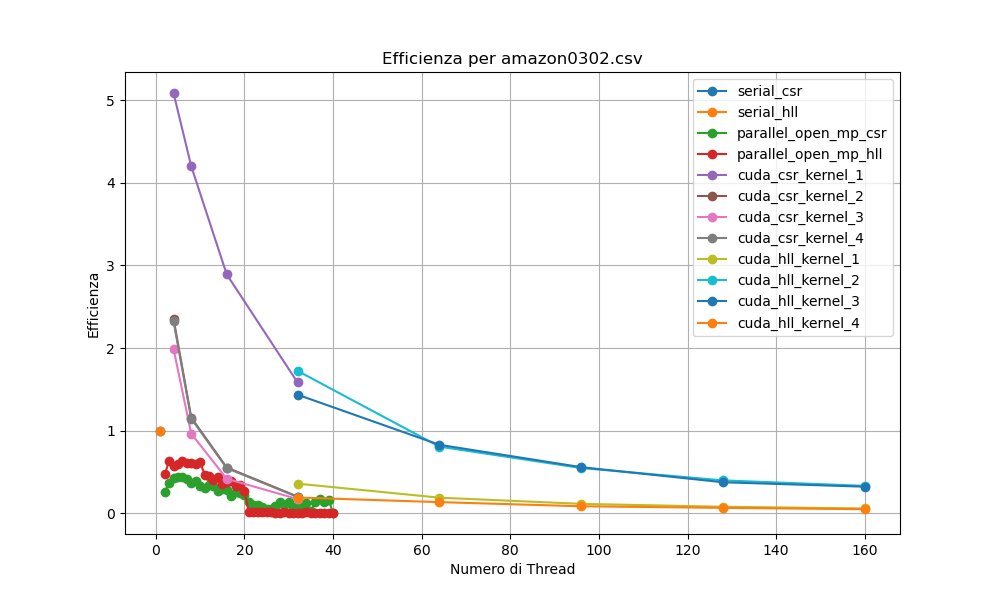 Efficienza per amazon0302.csv
Efficienza
5
4
3
2
1
0
serial_csr
serial_hll
parallel_open_mp_csr
parallel_open_mp_hll
cuda_csr_kernel_1
cuda_csr_kernel_2
cuda_csr_kernel_3
cuda_csr_kernel_4
cuda_hll_kernel_1
cuda_hll_kernel_2
cuda_hll_kernel_3
cuda_hll_kernel_4
0 20 40 60 80 100 120 140 160
Numero di Thread